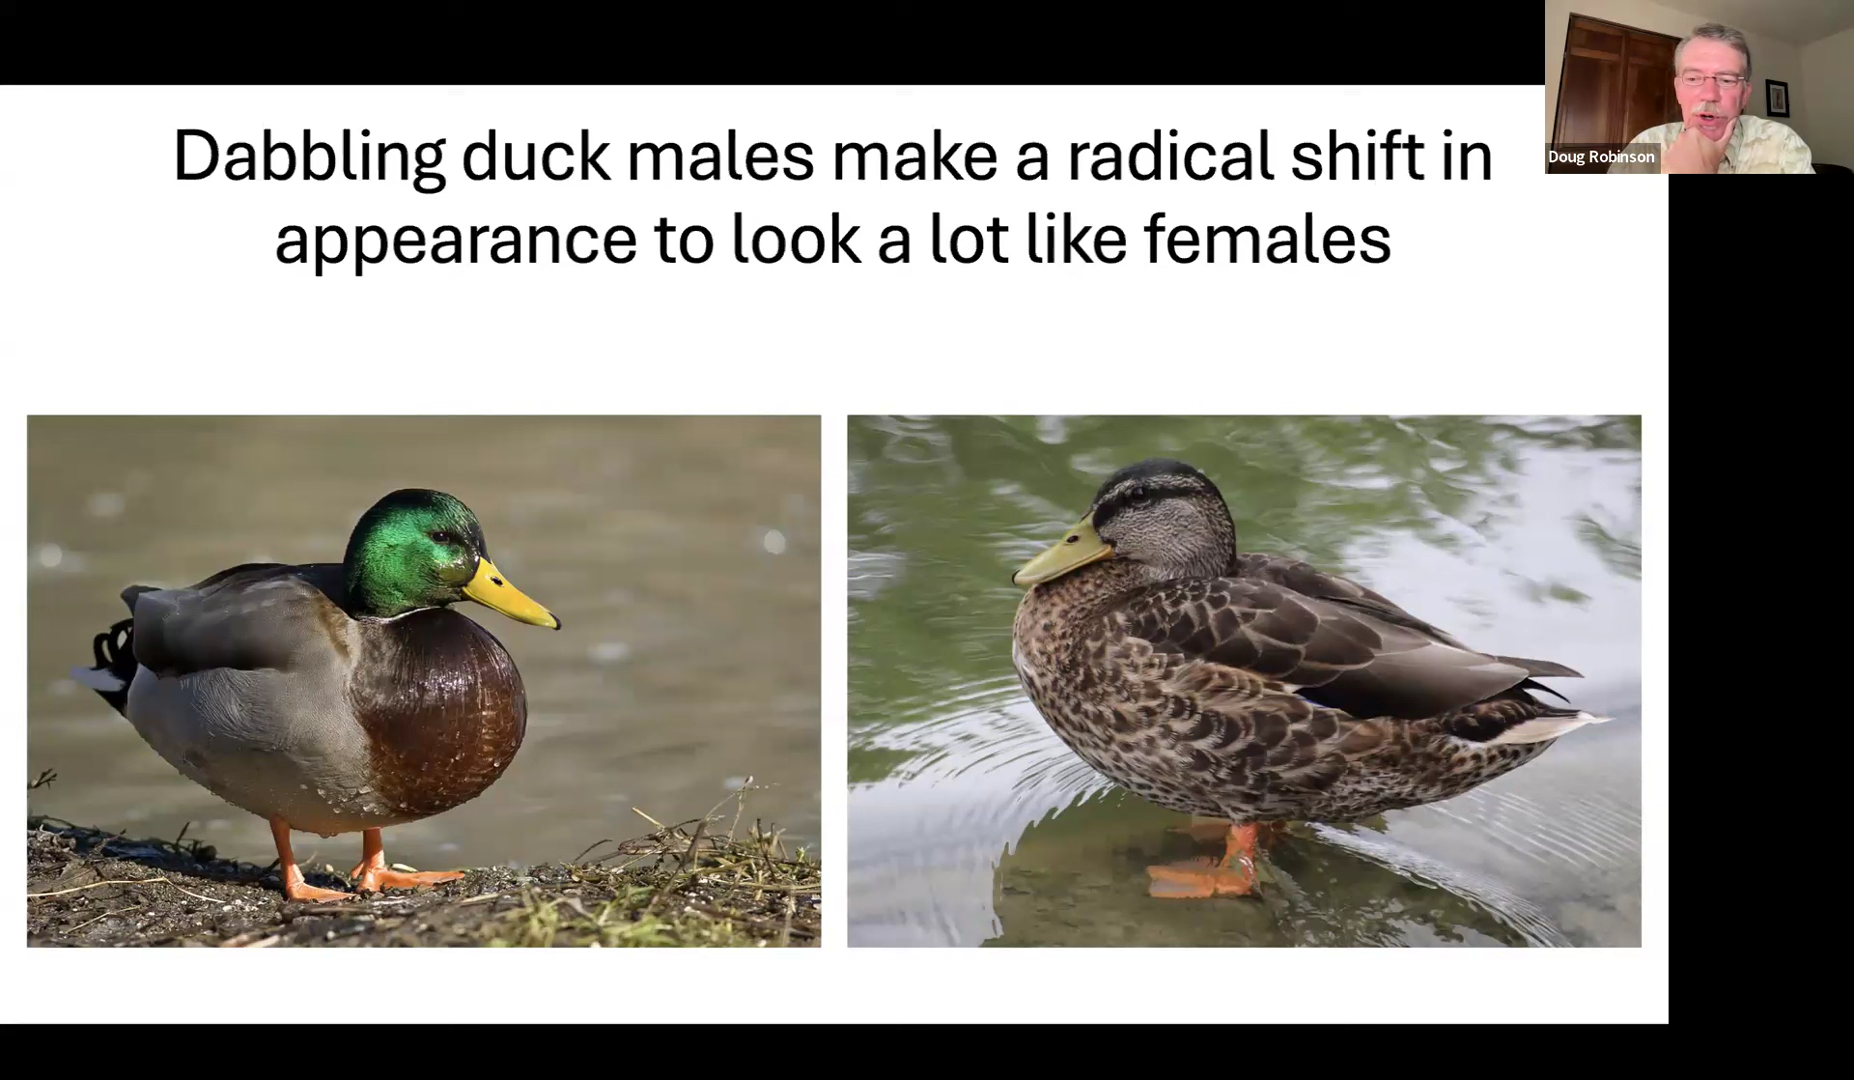 Dabbling duck males make a radical shift in
appearance to look a lot like females
Doug Robinson